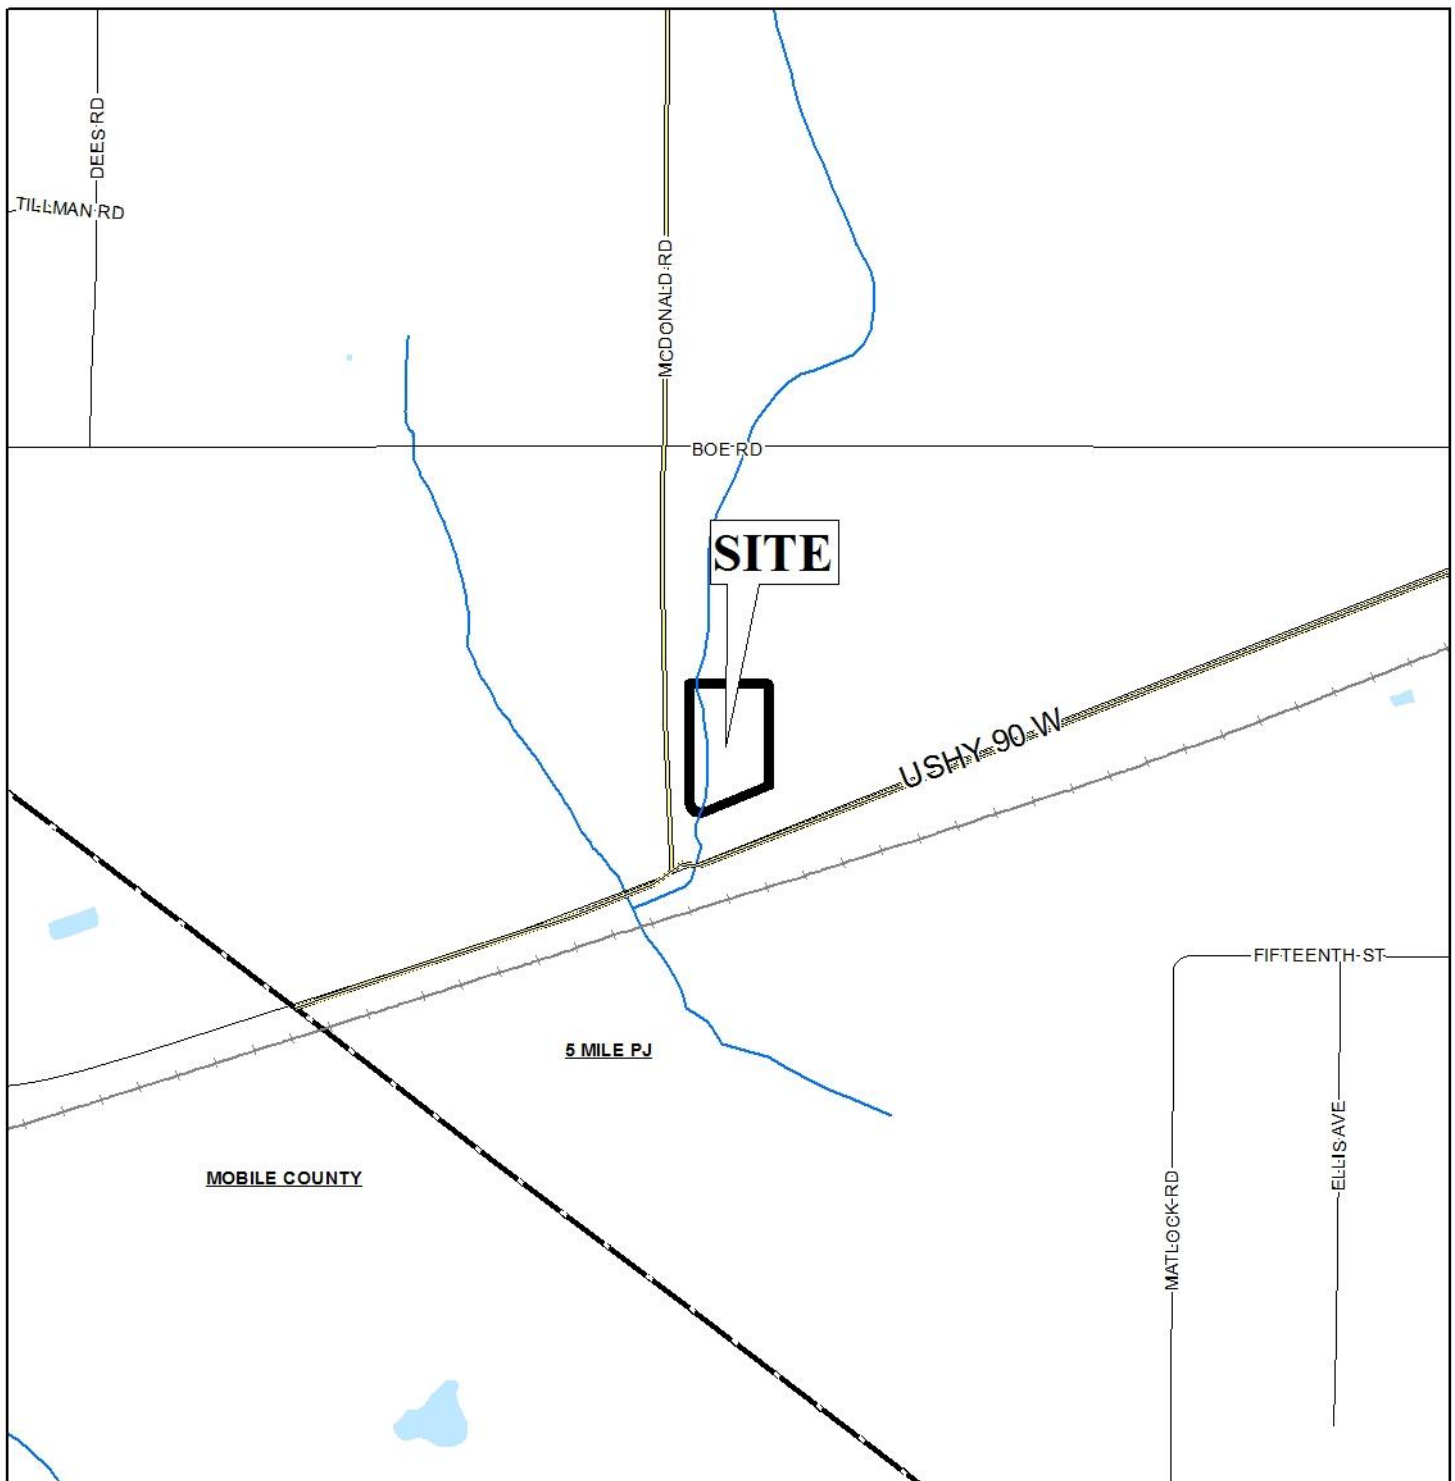 DEES RD
TILLMAN RD
MCDONALD RD
BOE RD
SITE
USHY 90 W
FIFTEENTH ST
5 MILE PJ
ELLIS AVE
MOBILE COUNTY
MATLOCK RD